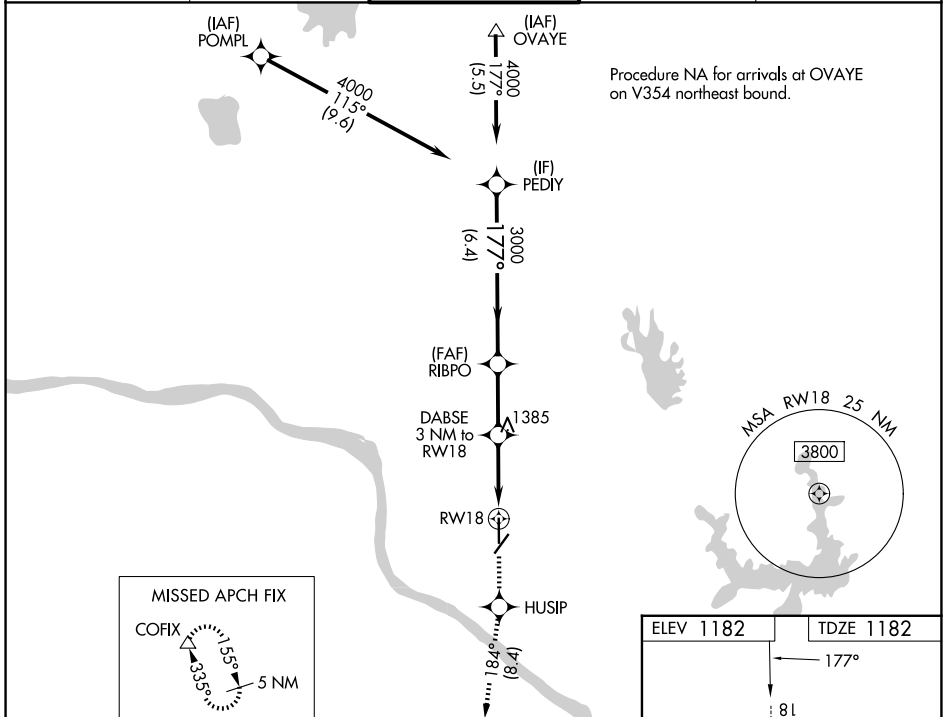 (IAF)
POMPL
(IAF)
OVAYE
4000
115°
(9.6)
4000
177°
(5.5)
Procedure NA for arrivals at OVAYE
on V354 northeast bound.
(IF)
PEDIY
3000
177°
(6.4)
(FAF)
RIBPO
DABSE
3 NM to
RW18
1385
RW18
HUSIP
184°
(8.4)
MSA RW18 25 NM
3800
MISSED APCH FIX
COFIX
155°
335°
5 NM
ELEV 1182
TDZE 1182
177°
18